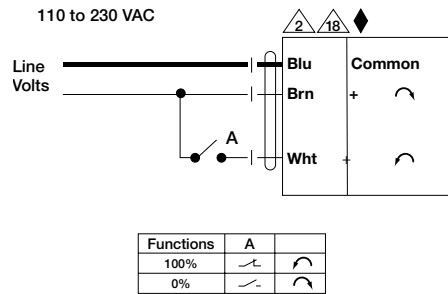 110 to 230 VAC
2 18
Line
Volts
Blu Common
Brn +
A
Wht +
Functions A
100%
0%